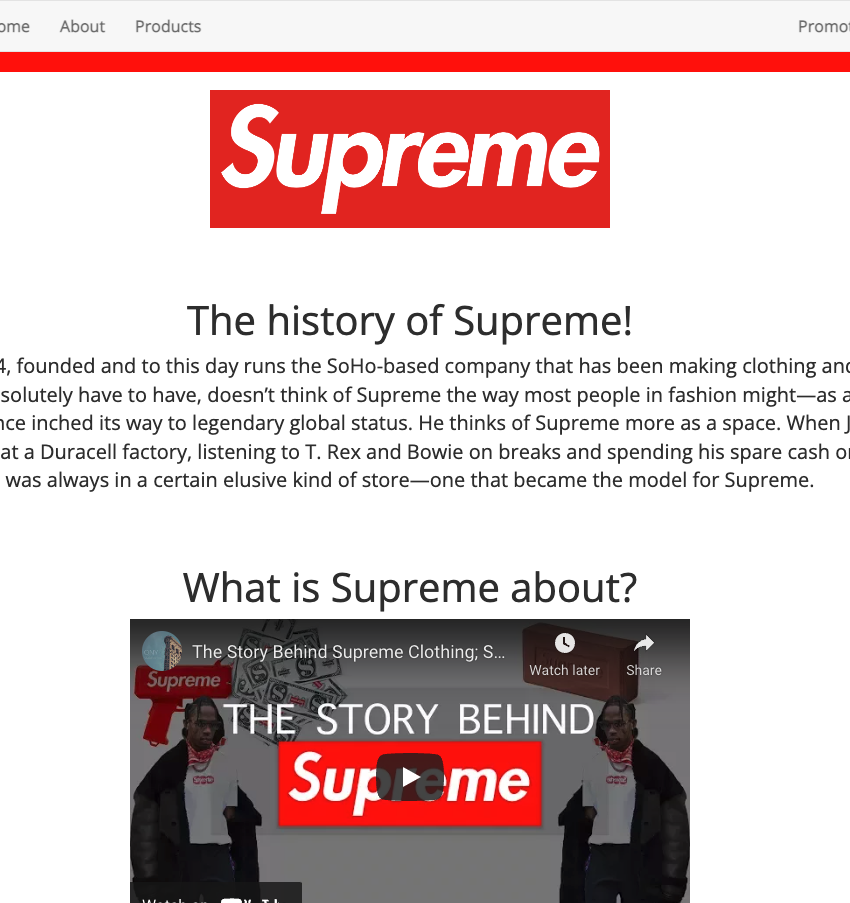 ome About Products Promot
Supreme
The history of Supreme!
4, founded and to this day runs the SoHo-based company that has been making clothing and
solutely have to have, doesn’t think of Supreme the way most people in fashion might—as a
nce inched its way to legendary global status. He thinks of Supreme more as a space. When J
at a Duracell factory, listening to T. Rex and Bowie on breaks and spending his spare cash on
was always in a certain elusive kind of store—one that became the model for Supreme.
What is Supreme about?
The Story Behind Supreme Clothing; S...
Watch later Share
Supreme
THE STORY BEHIND
Supreme
Watch on YouTube